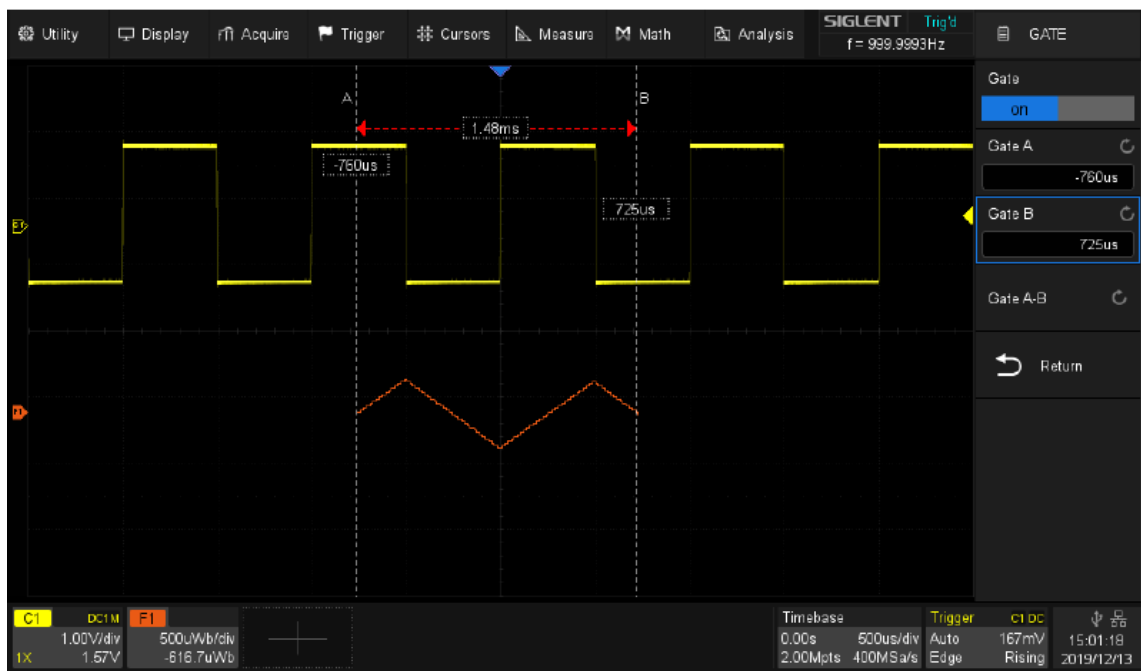 Utility Display Acquire Trigger Cursors Measure Math Analysis SIGLENT Trig'd GATE
f = 999.9993Hz
Gate
on
Gate A
-760us
Gate B
725us
Gate A-B
Return
A B
1.48ms
-760us
725us
C1
F1
C1 DC1M F1 Timebase Trigger C1 DC
1.00V/div 500uWb/div 0.00s 500us/div Auto 167mV 15:01:18
1X 1.57V -616.7uWb 2.00Mpts 400MSa/s Edge Rising 2019/12/13